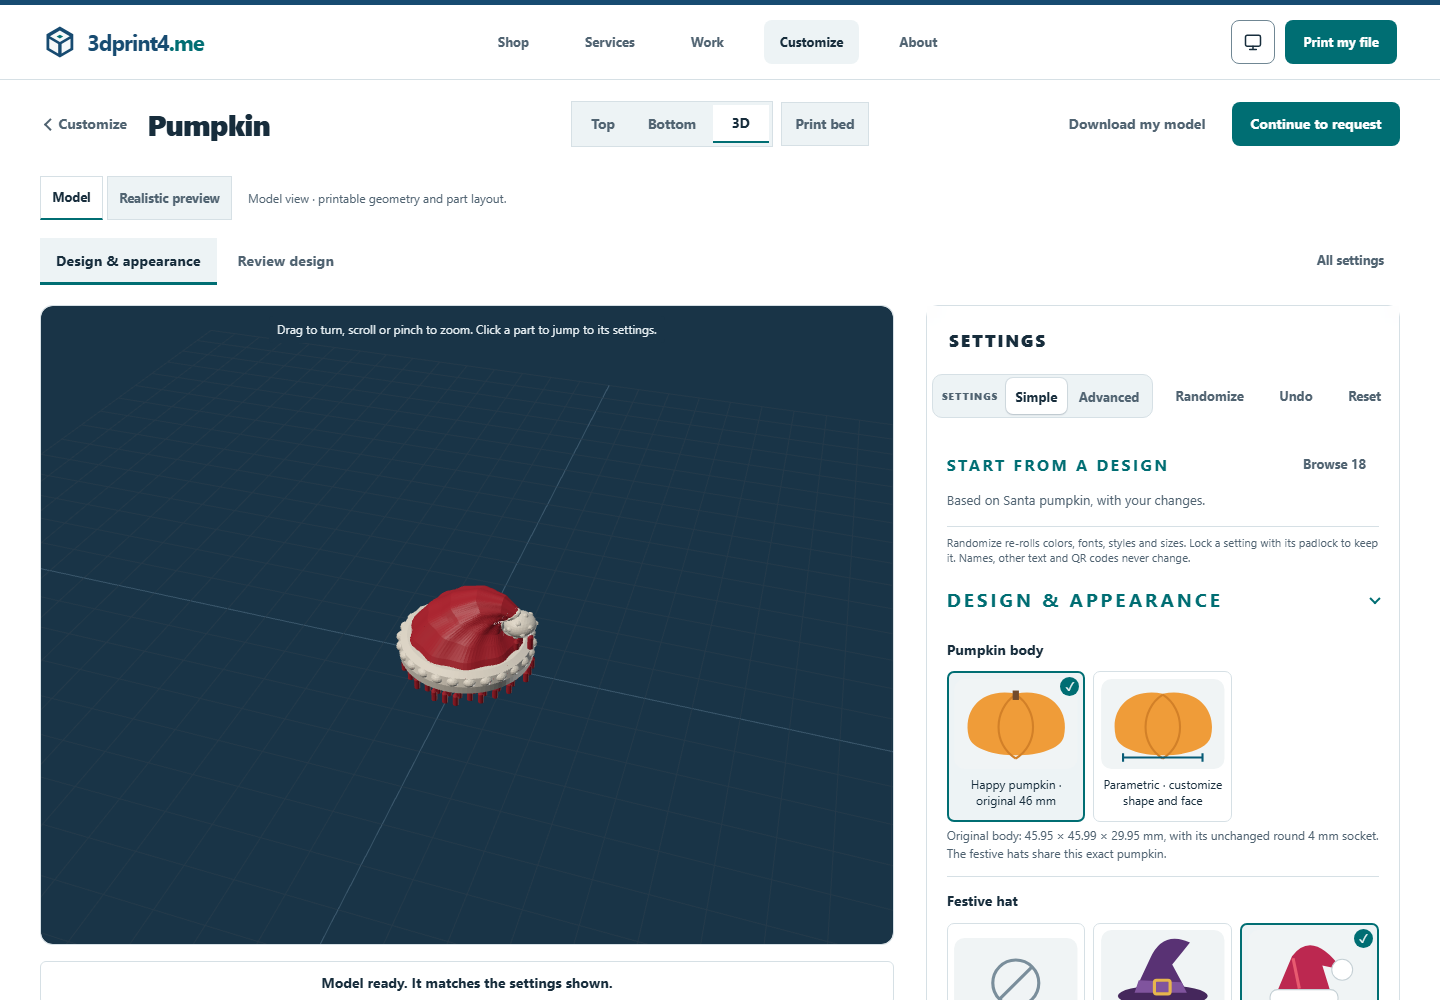 3dprint4.me
Shop
Services
Work
Customize
About
Print my file
Customize
Pumpkin
Top
Bottom
3D
Print bed
Download my model
Continue to request
Model
Realistic preview
Model view · printable geometry and part layout.
Design & appearance
Review design
All settings
Drag to turn, scroll or pinch to zoom. Click a part to jump to its settings.
Model ready. It matches the settings shown.
SETTINGS
SETTINGS
Simple
Advanced
Randomize
Undo
Reset
START FROM A DESIGN
Browse 18
Based on Santa pumpkin, with your changes.
Randomize re-rolls colors, fonts, styles and sizes. Lock a setting with its padlock to keep
it. Names, other text and QR codes never change.
DESIGN & APPEARANCE
Pumpkin body
Happy pumpkin ·
original 46 mm
Parametric · customize
shape and face
Original body: 45.95 × 45.99 × 29.95 mm, with its unchanged round 4 mm socket.
The festive hats share this exact pumpkin.
Festive hat